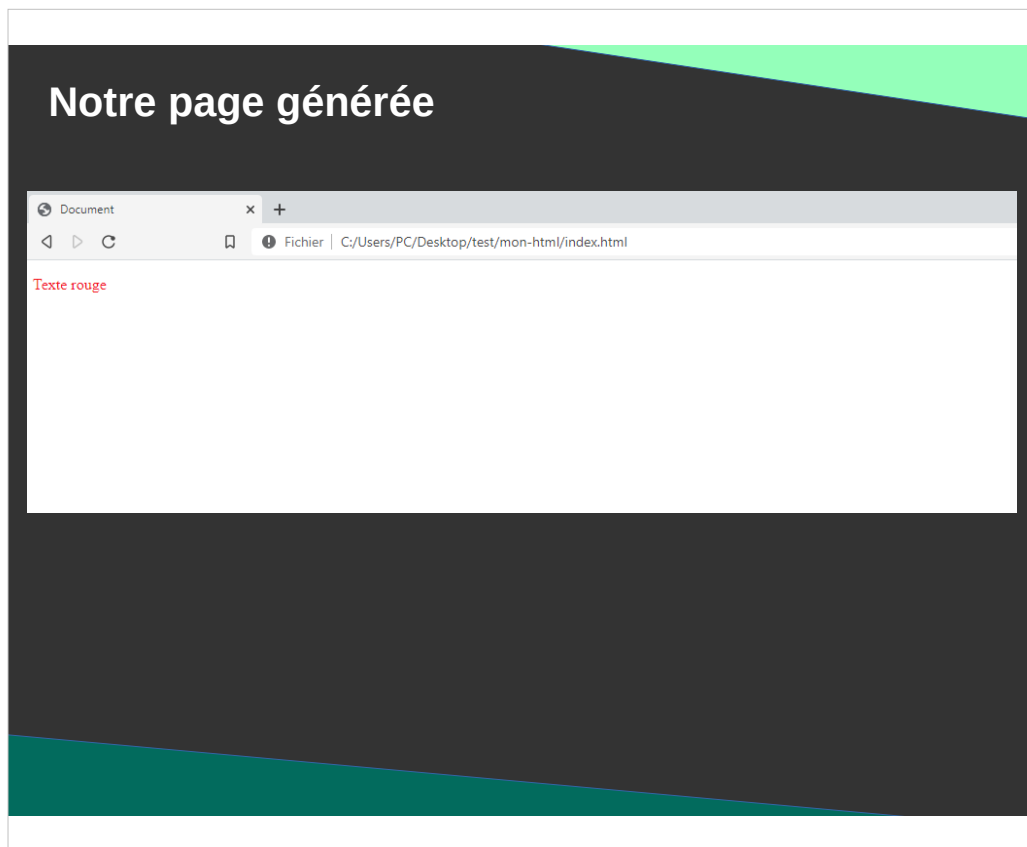 Notre page générée
Document
Fichier C:/Users/PC/Desktop/test/mon-html/index.html
Texte rouge